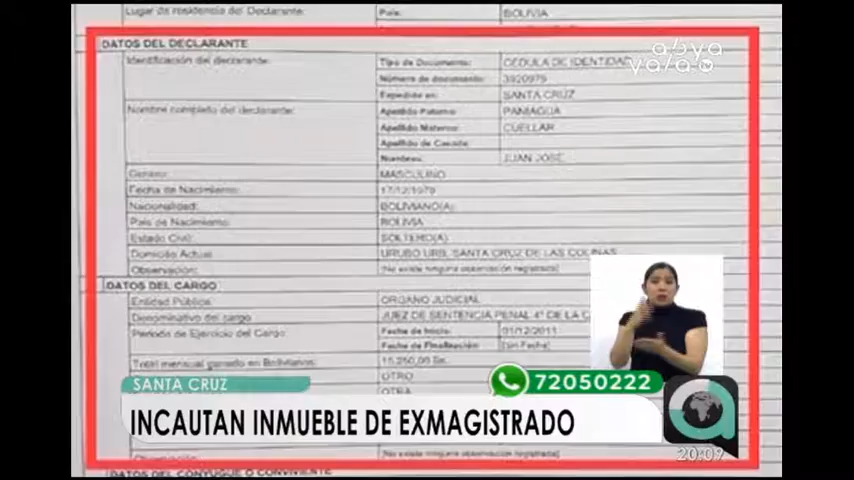 Lugar de residencia del Declarante:
País: BOLIVIA
abya
yala tv
DATOS DEL DECLARANTE
Identificación del declarante:
Tipo de Documento: CEDULA DE IDENTIDAD
Número de documento:
Expedido en: SANTA CRUZ
Nombre completo del declarante:
Apellido Paterno: PANIAGUA
Apellido Materno: CUELLAR
Apellido de Casada:
Nombres: JUAN JOSE
Genero: MASCULINO
Fecha de Nacimiento: 17/12/1979
Nacionalidad: BOLIVIANO(A)
País de Nacimiento: BOLIVIA
Estado Civil: SOLTERO(A)
Domicilio Actual: URUBO URB. SANTA CRUZ DE LAS COLINAS
Observación: [No existe ninguna observación registrada]
DATOS DEL CARGO
Entidad Pública: ORGANO JUDICIAL
Denominativo del cargo JUEZ DE SENTENCIA PENAL 4º DE LA C
Periodo de Ejercicio del Cargo:
Fecha de Inicio: 01/12/2011
Fecha de Finalización: [Sin Fecha]
Total mensual ganado en Bolivianos: 15.250,00 Bs.
OTRO
OTRA
SANTA CRUZ
72050222
INCAUTAN INMUEBLE DE EXMAGISTRADO
20:09
Observación: [No existe ninguna observación registrada]
DATOS DEL CONYUGUE O CONVIVIENTE